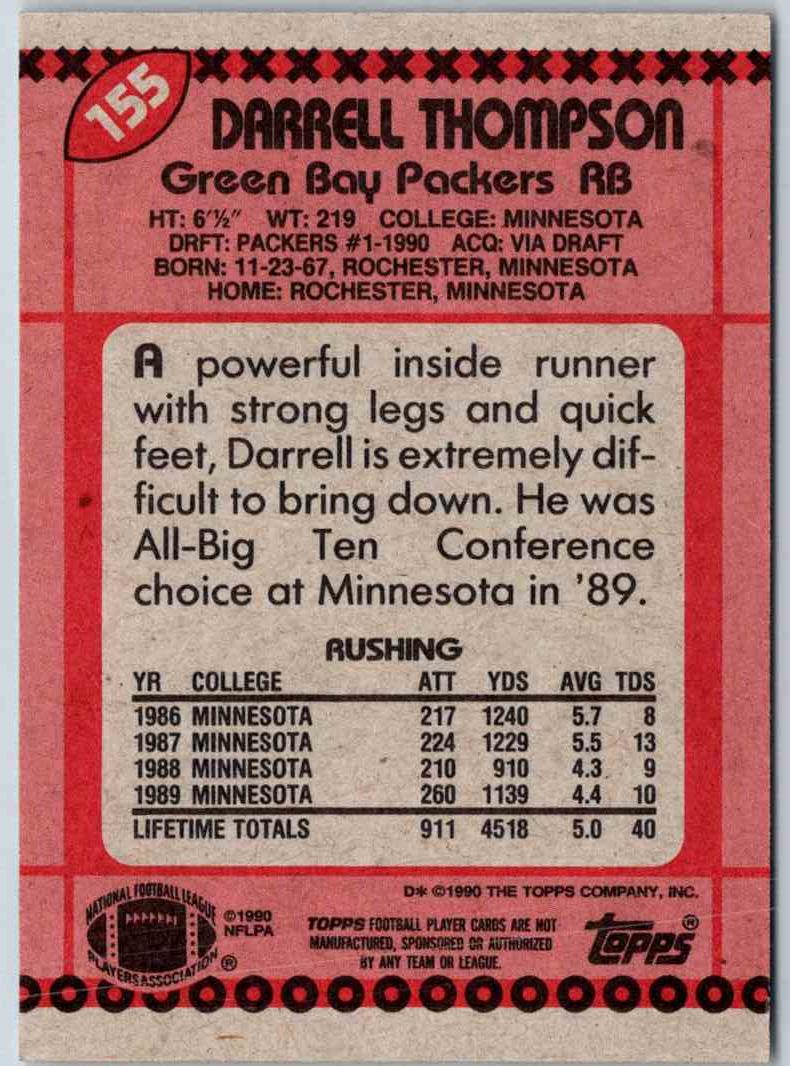 155
DARRELL THOMPSON
Green Bay Packers RB
HT: 6'½" WT: 219 COLLEGE: MINNESOTA
DRFT: PACKERS #1-1990 ACQ: VIA DRAFT
BORN: 11-23-67, ROCHESTER, MINNESOTA
HOME: ROCHESTER, MINNESOTA
A powerful inside runner
with strong legs and quick
feet, Darrell is extremely dif-
ficult to bring down. He was
All-Big Ten Conference
choice at Minnesota in '89.
RUSHING
YR COLLEGE ATT YDS AVG TDS
1986 MINNESOTA 217 1240 5.7 8
1987 MINNESOTA 224 1229 5.5 13
1988 MINNESOTA 210 910 4.3 9
1989 MINNESOTA 260 1139 4.4 10
LIFETIME TOTALS 911 4518 5.0 40
D* ©1990 THE TOPPS COMPANY, INC.
NATIONAL FOOTBALL LEAGUE
PLAYERS ASSOCIATION ®
©1990
NFLPA
TOPPS FOOTBALL PLAYER CARDS ARE NOT
MANUFACTURED, SPONSORED OR AUTHORIZED
BY ANY TEAM OR LEAGUE.
topps®